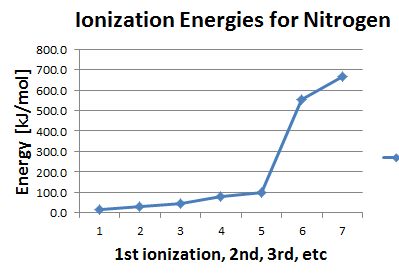 Ionization Energies for Nitrogen
Energy [kJ/mol]
800.0
700.0
600.0
500.0
400.0
300.0
200.0
100.0
0.0
1 2 3 4 5 6 7
1st ionization, 2nd, 3rd, etc